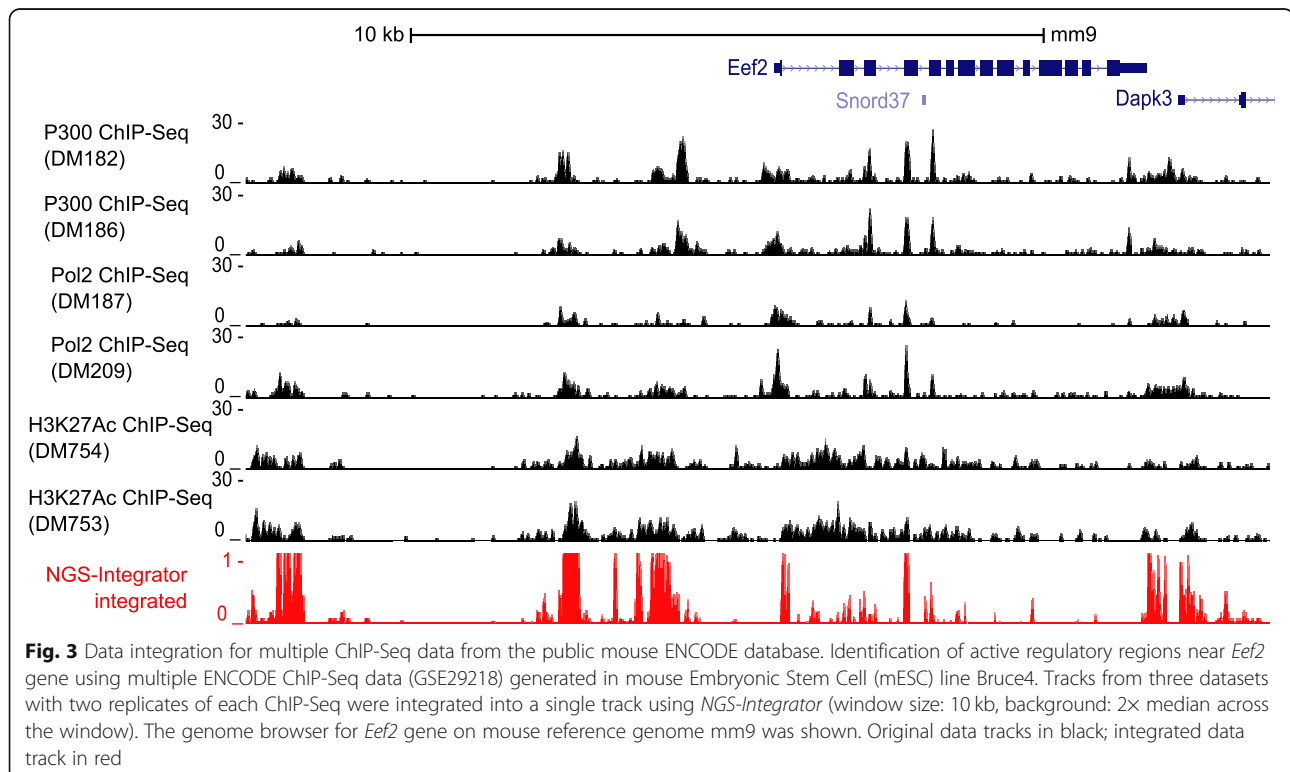 10 kb mm9
Eef2
Snord37 Dapk3
30 -
P300 ChIP-Seq
(DM182)
0
30 -
P300 ChIP-Seq
(DM186)
0
30 -
Pol2 ChIP-Seq
(DM187)
0
30 -
Pol2 ChIP-Seq
(DM209)
0
30 -
H3K27Ac ChIP-Seq
(DM754)
0
30 -
H3K27Ac ChIP-Seq
(DM753)
0
1 -
NGS-Integrator
integrated
0
Fig. 3 Data integration for multiple ChIP-Seq data from the public mouse ENCODE database. Identification of active regulatory regions near Eef2
gene using multiple ENCODE ChIP-Seq data (GSE29218) generated in mouse Embryonic Stem Cell (mESC) line Bruce4. Tracks from three datasets
with two replicates of each ChIP-Seq were integrated into a single track using NGS-Integrator (window size: 10 kb, background: 2× median across
the window). The genome browser for Eef2 gene on mouse reference genome mm9 was shown. Original data tracks in black; integrated data
track in red